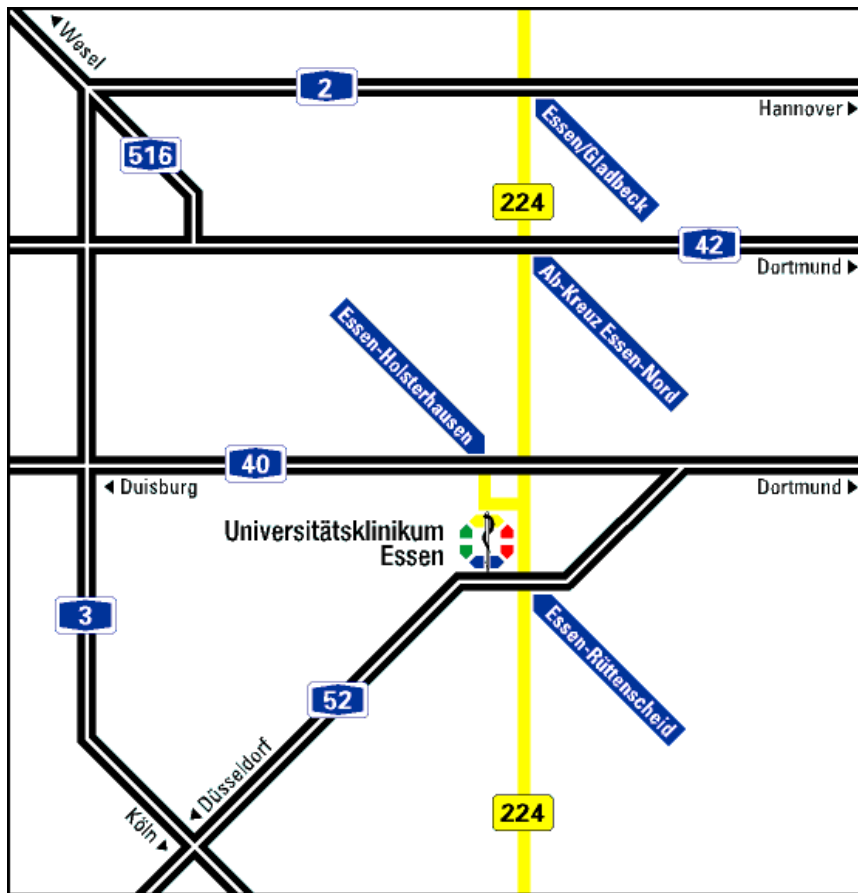 ◄Wesel
2
Hannover ►
516
Essen/Gladbeck
224
42
Dortmund ►
Ab-Kreuz Essen-Nord
Essen-Holsterhausen
40
◄ Duisburg
Dortmund ►
Universitätsklinikum
Essen
3
Essen-Rüttenscheid
52
◄Düsseldorf
Köln►
224